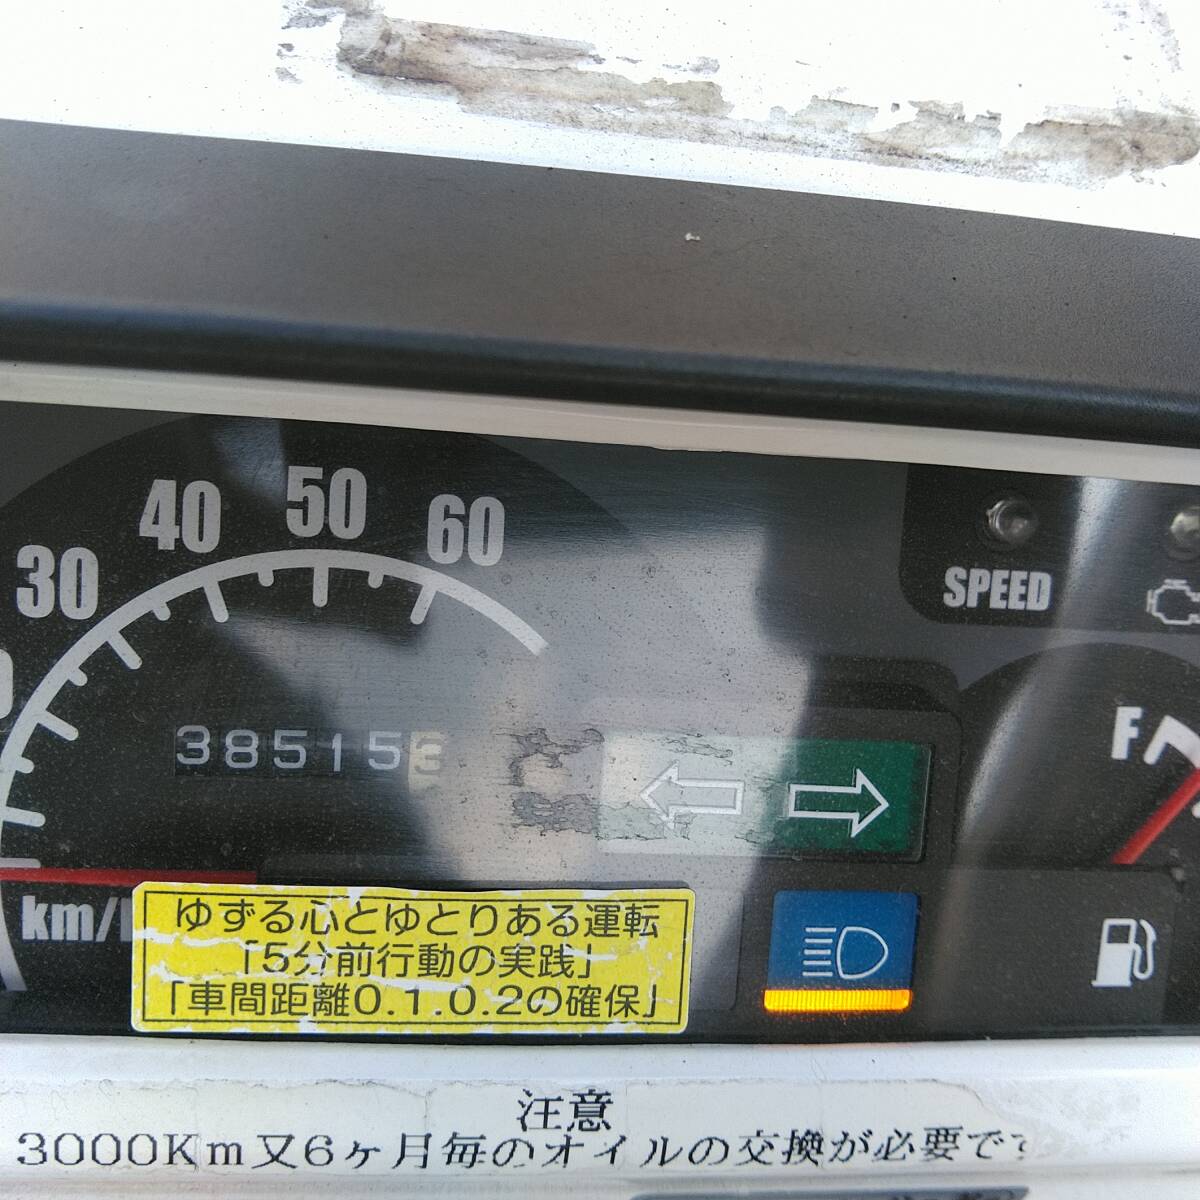 30
40
50
60
SPEED
385153
F
km/
ゆずる心とゆとりある運転
「5分前行動の実践」
「車間距離0.1.0.2の確保」
注意
3000Km又6ヶ月毎のオイルの交換が必要で